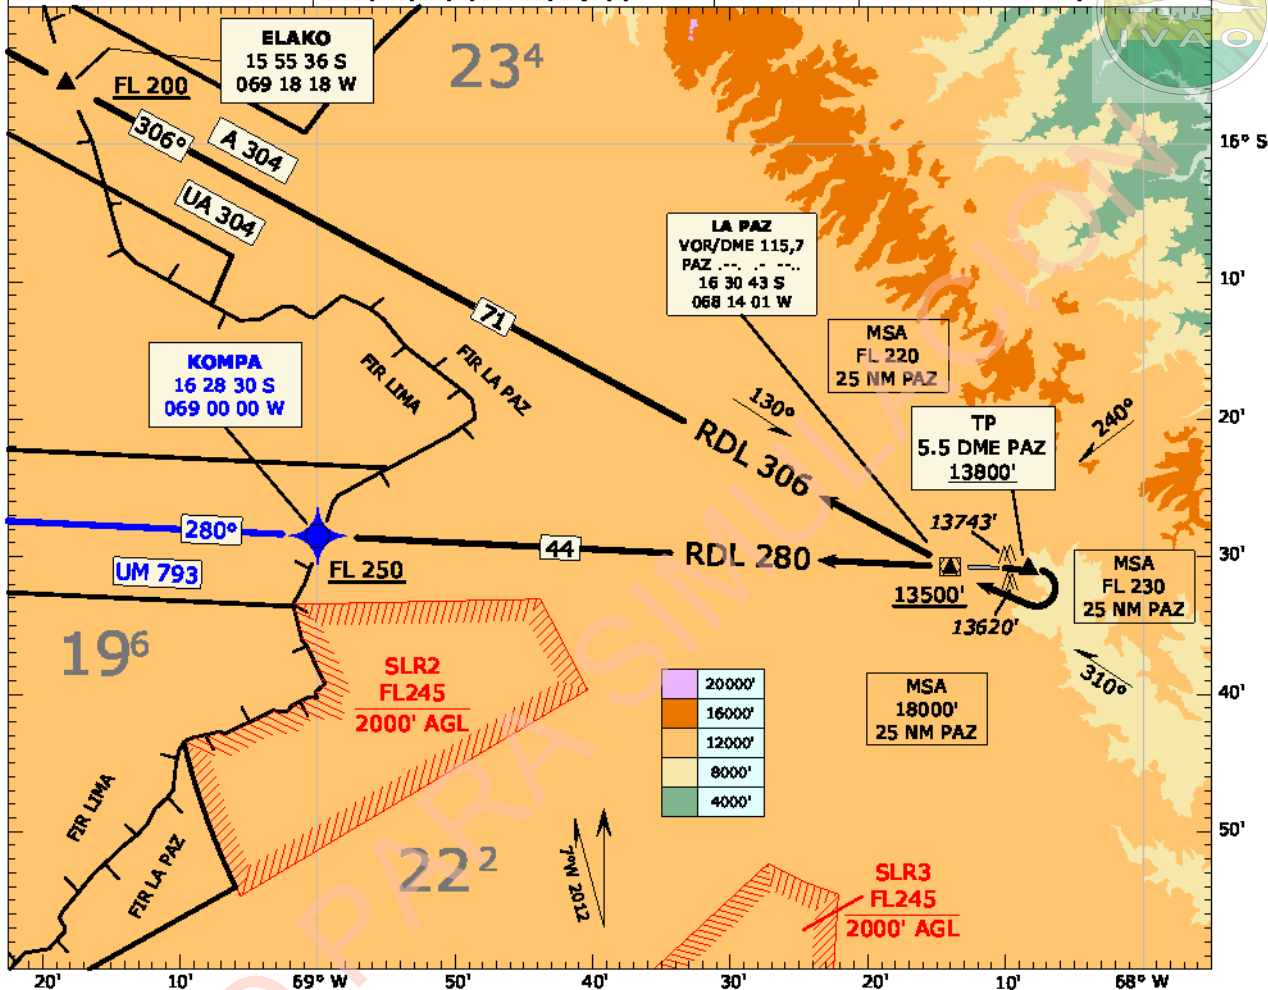 IVAO
ELAKO
15 55 36 S
069 18 18 W
FL 200
23⁴
306°
A 304
UA 304
16° S
LA PAZ
VOR/DME 115,7
PAZ .--. .- --..
16 30 43 S
068 14 01 W
10'
71
FIR LIMA
FIR LA PAZ
MSA
FL 220
25 NM PAZ
KOMPA
16 28 30 S
069 00 00 W
130°
240°
20'
TP
5.5 DME PAZ
13800'
RDL 306
13743'
280°
44
RDL 280
30'
UM 793
FL 250
13500'
13620'
MSA
FL 230
25 NM PAZ
19⁶
SLR2
FL245
2000' AGL
310°
20000'
16000'
12000'
8000'
4000'
MSA
18000'
25 NM PAZ
40'
FIR LIMA
FIR LA PAZ
50'
22²
7°W 2012
SLR3
FL245
2000' AGL
PARA SIMULACION
20'
10'
69° W
50'
40'
30'
20'
10'
68° W